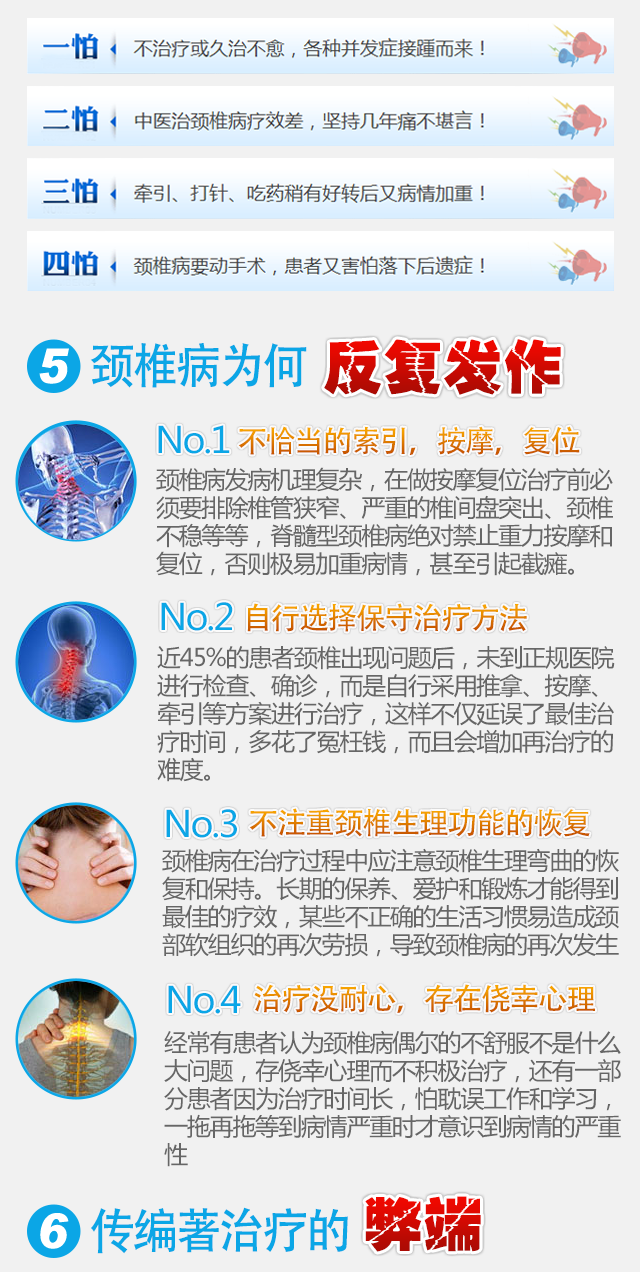 一怕 不治疗或久治不愈，各种并发症接踵而来！
二怕 中医治颈椎病疗效差，坚持几年痛不堪言！
三怕 牵引、打针、吃药稍有好转后又病情加重！
四怕 颈椎病要动手术，患者又害怕落下后遗症！
5 颈椎病为何 反复发作
No.1 不恰当的索引，按摩，复位
颈椎病发病机理复杂，在做按摩复位治疗前必
须要排除椎管狭窄、严重的椎间盘突出、颈椎
不稳等等，脊髓型颈椎病绝对禁止重力按摩和
复位，否则极易加重病情，甚至引起截瘫。
No.2 自行选择保守治疗方法
近45%的患者颈椎出现问题后，未到正规医院
进行检查、确诊，而是自行采用推拿、按摩、
牵引等方案进行治疗，这样不仅延误了最佳治
疗时间，多花了冤枉钱，而且会增加再治疗的
难度。
No.3 不注重颈椎生理功能的恢复
颈椎病在治疗过程中应注意颈椎生理弯曲的恢
复和保持。长期的保养、爱护和锻炼才能得到
最佳的疗效，某些不正确的生活习惯易造成颈
部软组织的再次劳损，导致颈椎病的再次发生
No.4 治疗没耐心，存在侥幸心理
经常有患者认为颈椎病偶尔的不舒服不是什么
大问题，存侥幸心理而不积极治疗，还有一部
分患者因为治疗时间长，怕耽误工作和学习，
一拖再拖等到病情严重时才意识到病情的严重
性
6 传编著治疗的 弊端